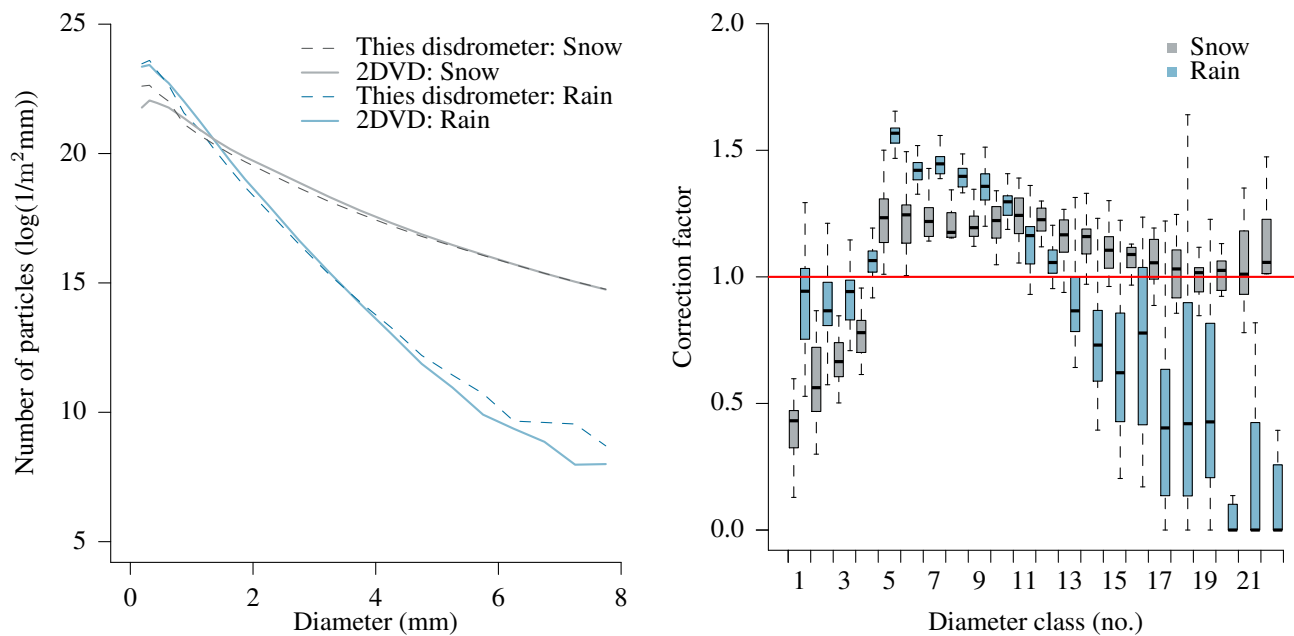 25
20
15
10
5
Number of particles (log(1/m²mm))
Thies disdrometer: Snow
2DVD: Snow
Thies disdrometer: Rain
2DVD: Rain
0 2 4 6 8
Diameter (mm)
2.0
1.5
1.0
0.5
0.0
Correction factor
Snow
Rain
1 3 5 7 9 11 13 15 17 19 21
Diameter class (no.)